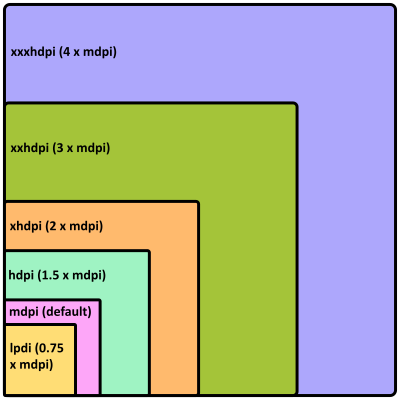 xxxhdpi (4 x mdpi)
xxhdpi (3 x mdpi)
xhdpi (2 x mdpi)
hdpi (1.5 x mdpi)
mdpi (default)
lpdi (0.75
x mdpi)